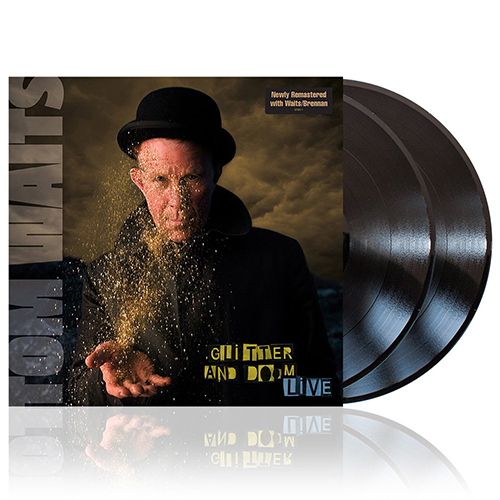 TOM WAITS
Newly Remastered
with Waits/Brennan
GLITTER
AND DOOM
LIVE